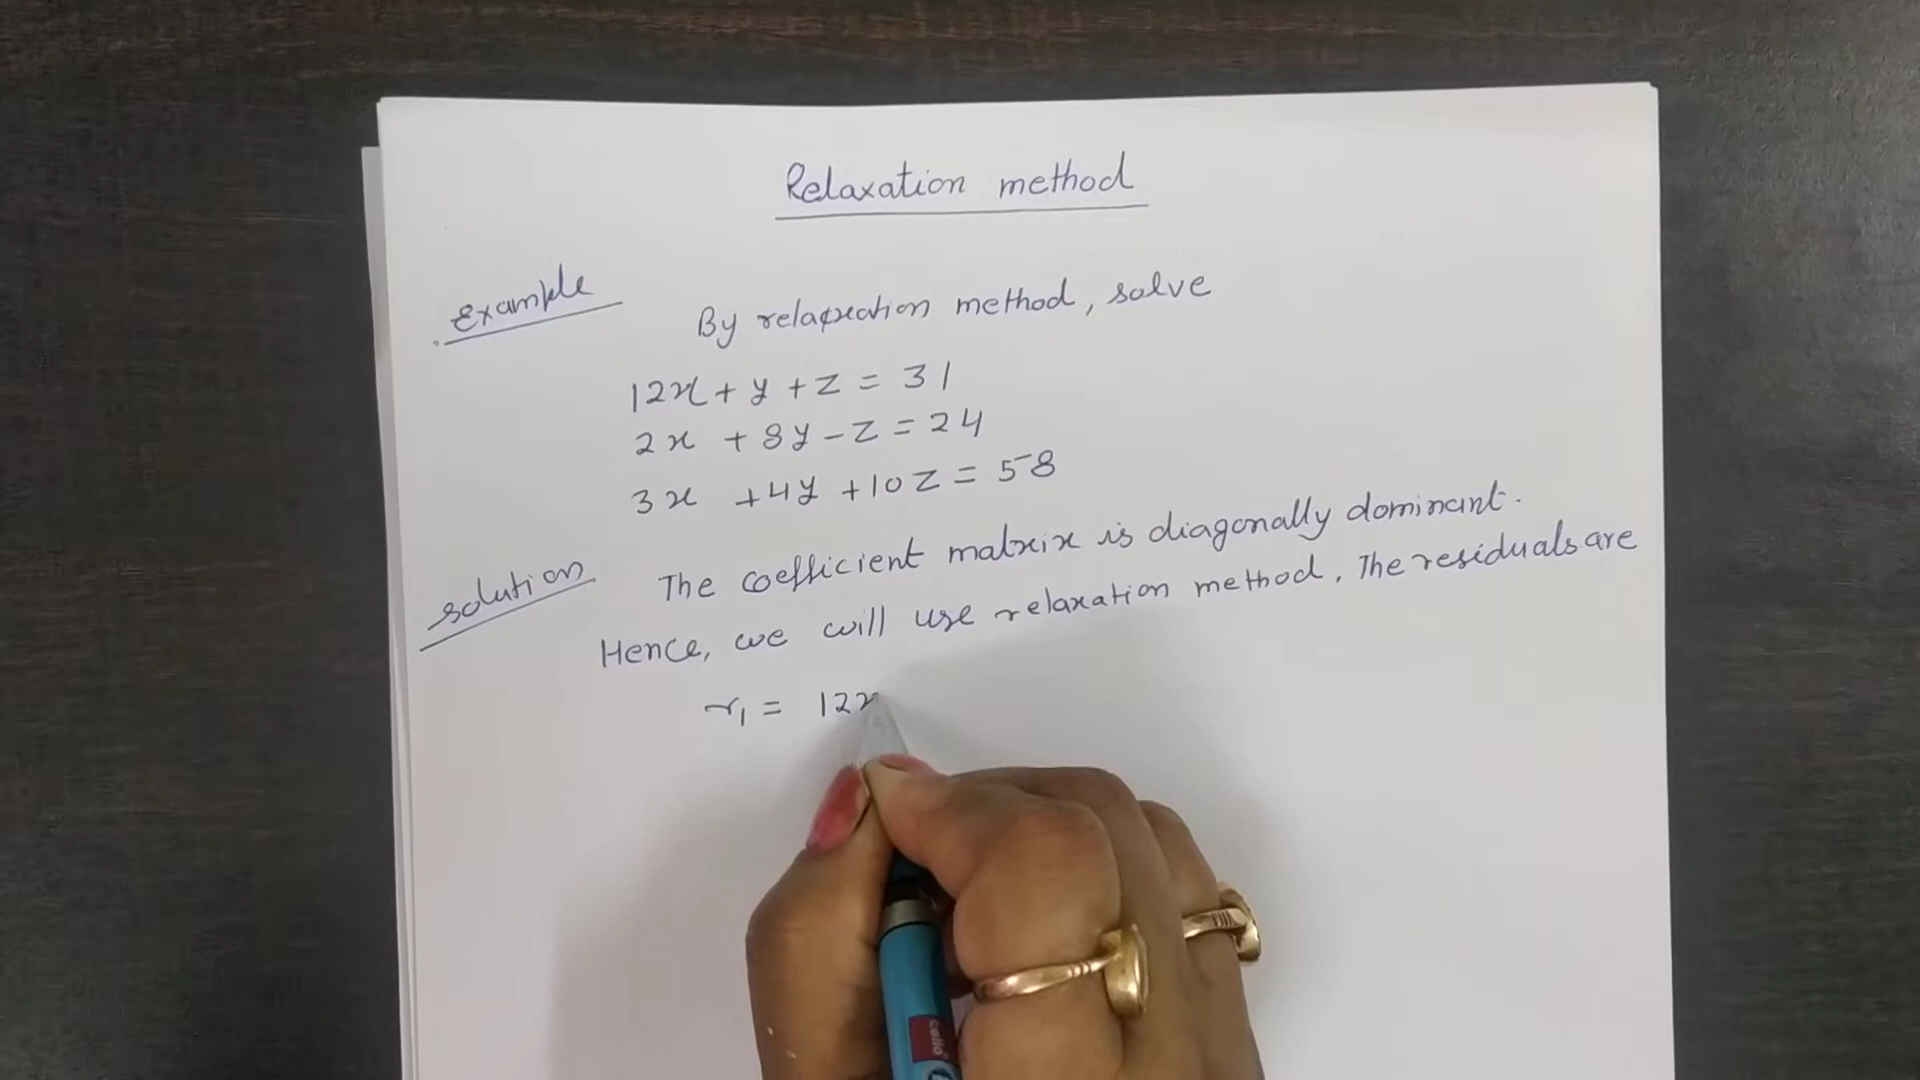 Relaxation method
Example
By relaxation method, solve
12x + y + z = 31
2x + 8y - z = 24
3x + 4y + 10z = 58
Solution
The coefficient matrix is diagonally dominant.
Hence, we will use relaxation method. The residuals are
r₁ = 12x
cello